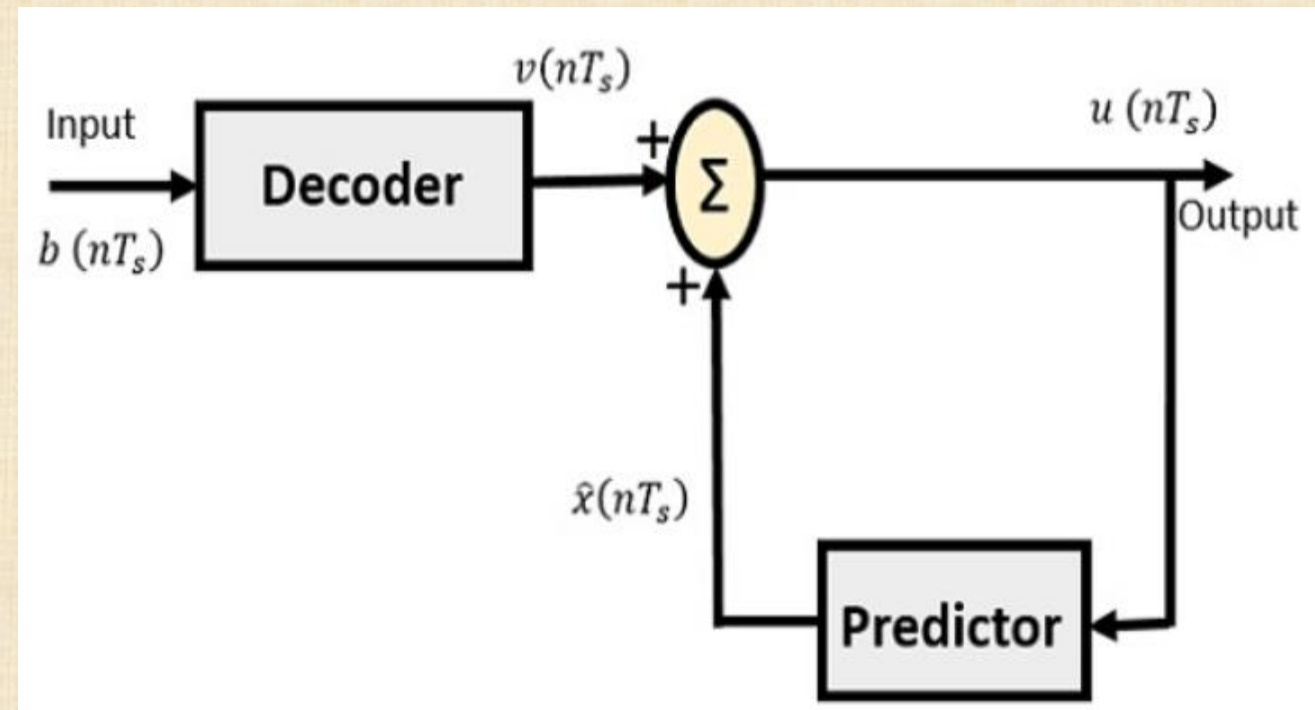 v(nTₛ)
u (nTₛ)
Input
+
Decoder
Σ
b (nTₛ)
Output
+
x̂(nTₛ)
Predictor